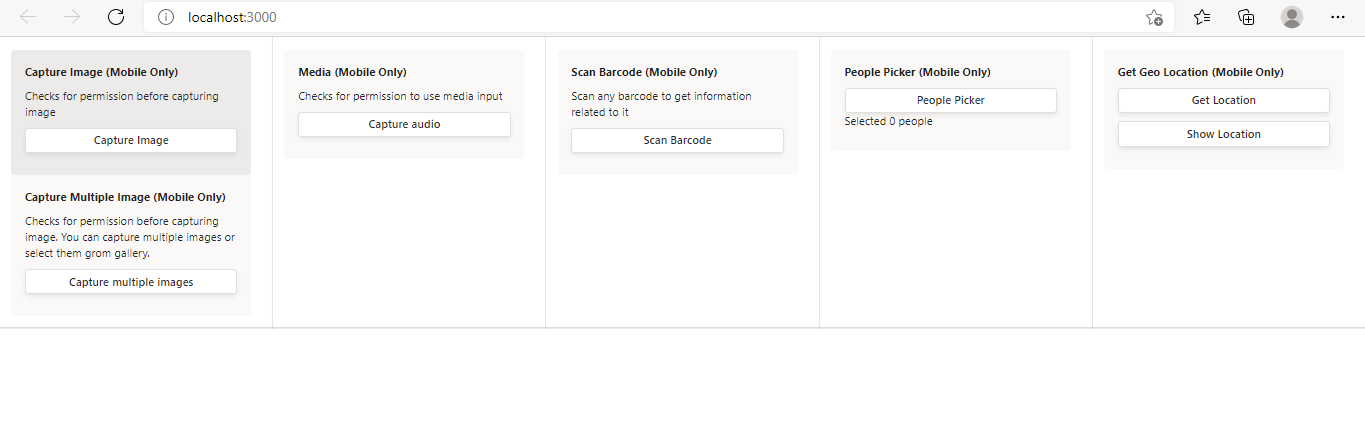 localhost:3000
Capture Image (Mobile Only)
Checks for permission before capturing
image
Capture Image
Capture Multiple Image (Mobile Only)
Checks for permission before capturing
image. You can capture multiple images or
select them grom gallery.
Capture multiple images
Media (Mobile Only)
Checks for permission to use media input
Capture audio
Scan Barcode (Mobile Only)
Scan any barcode to get information
related to it
Scan Barcode
People Picker (Mobile Only)
People Picker
Selected 0 people
Get Geo Location (Mobile Only)
Get Location
Show Location